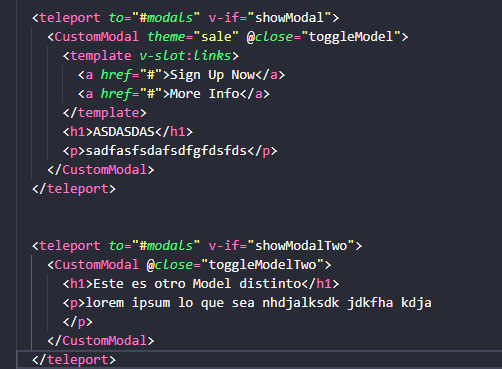 <teleport to="#modals" v-if="showModal">
<CustomModal theme="sale" @close="toggleModel">
<template v-slot:links>
<a href="#">Sign Up Now</a>
<a href="#">More Info</a>
</template>
<h1>ASDASDAS</h1>
<p>sadfasfsdafsdfgfdsfds</p>
</CustomModal>
</teleport>
<teleport to="#modals" v-if="showModalTwo">
<CustomModal @close="toggleModelTwo">
<h1>Este es otro Model distinto</h1>
<p>lorem ipsum lo que sea nhdjalksdk jdkfha kdja
</p>
</CustomModal>
</teleport>